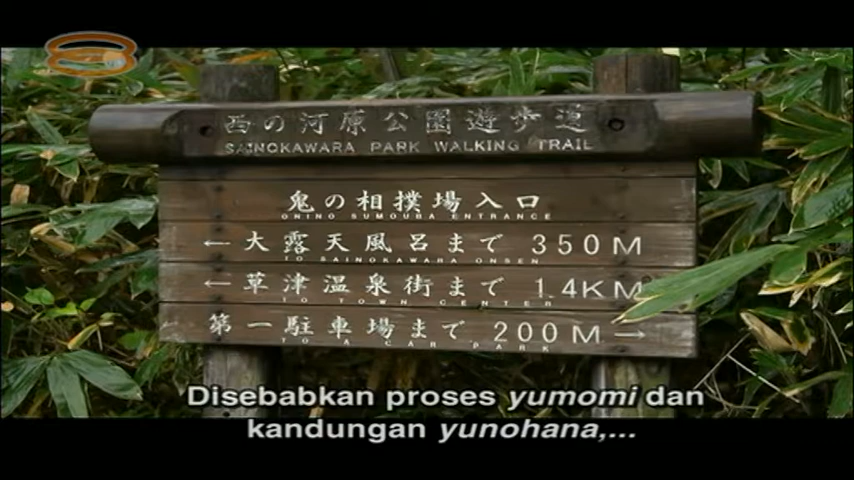 西の河原公園遊歩道
SAINOKAWARA PARK WALKING TRAIL
鬼の相撲場入口
ONINO SUMOUBA ENTRANCE
←大露天風呂まで 350M
TO SAINOKAWARA ONSEN
←草津温泉街まで 1.4KM
TO TOWN CENTER
第一駐車場まで 200M→
TO A CAR PARK
Disebabkan proses yumomi dan
kandungan yunohana,...